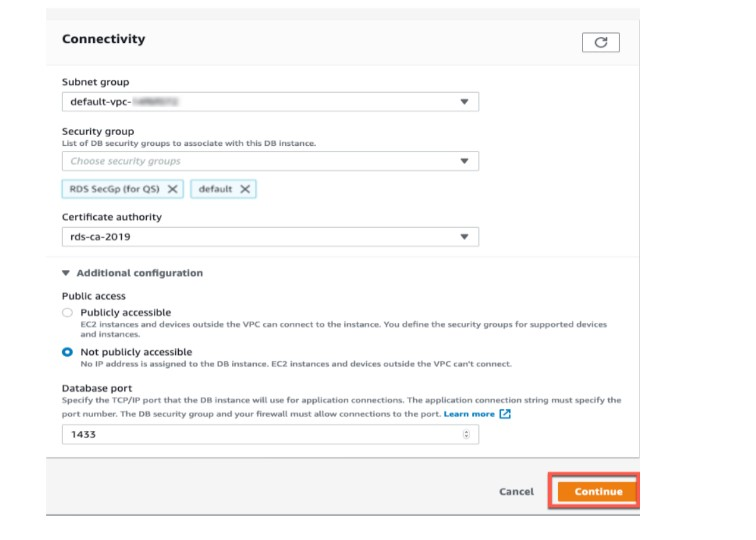 Connectivity
Subnet group
default-vpc-
Security group
List of DB security groups to associate with this DB instance.
Choose security groups
RDS SecGp (for QS) default
Certificate authority
rds-ca-2019
Additional configuration
Public access
Publicly accessible
EC2 instances and devices outside the VPC can connect to the instance. You define the security groups for supported devices
and instances.
Not publicly accessible
No IP address is assigned to the DB instance. EC2 instances and devices outside the VPC can't connect.
Database port
Specify the TCP/IP port that the DB instance will use for application connections. The application connection string must specify the
port number. The DB security group and your firewall must allow connections to the port. Learn more
1433
Cancel Continue